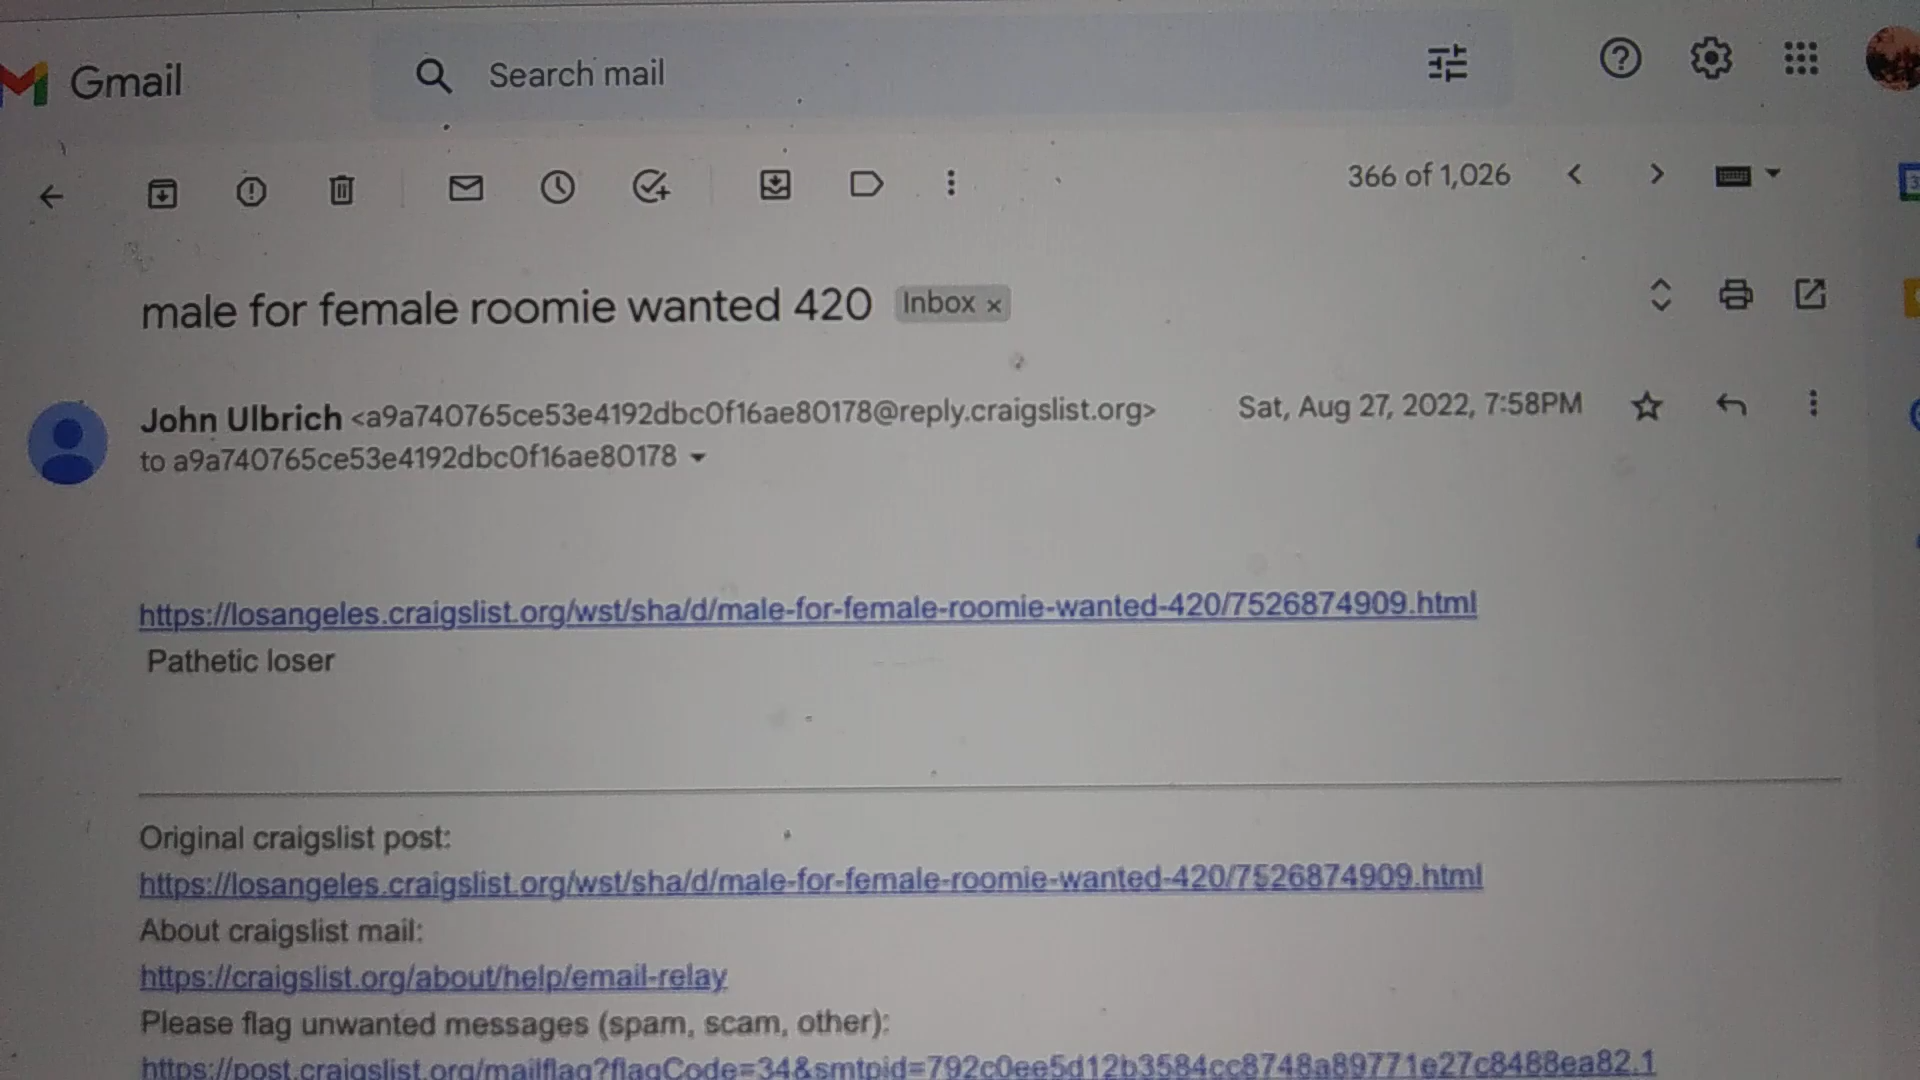 Gmail
Search mail
366 of 1,026
male for female roomie wanted 420 Inbox ×
John Ulbrich <a9a740765ce53e4192dbc0f16ae80178@reply.craigslist.org> Sat, Aug 27, 2022, 7:58PM
to a9a740765ce53e4192dbc0f16ae80178
https://losangeles.craigslist.org/wst/sha/d/male-for-female-roomie-wanted-420/7526874909.html
Pathetic loser
Original craigslist post:
https://losangeles.craigslist.org/wst/sha/d/male-for-female-roomie-wanted-420/7526874909.html
About craigslist mail:
https://craigslist.org/about/help/email-relay
Please flag unwanted messages (spam, scam, other):
https://post.craigslist.org/mailflag?flagCode=34&smtpid=792c0ee5d12b3584cc8748a89771e27c8488ea82.1